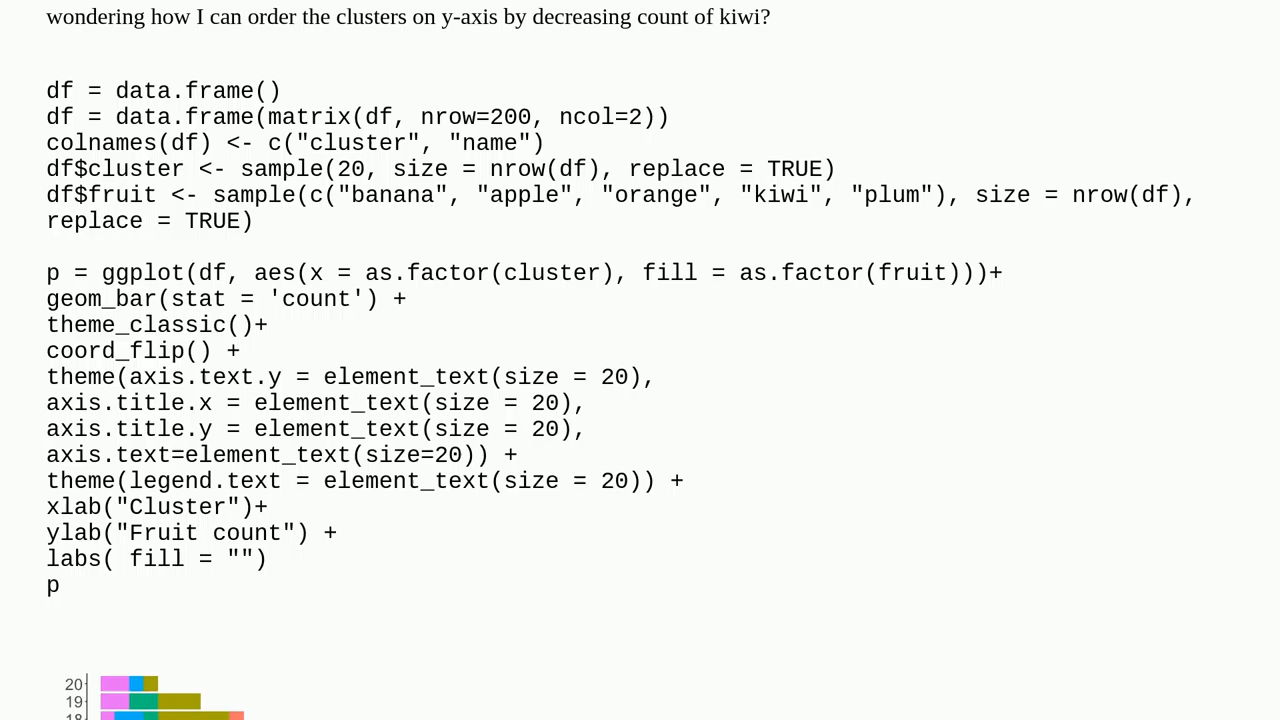 wondering how I can order the clusters on y-axis by decreasing count of kiwi?
df = data.frame()
df = data.frame(matrix(df, nrow=200, ncol=2))
colnames(df) <- c("cluster", "name")
df$cluster <- sample(20, size = nrow(df), replace = TRUE)
df$fruit <- sample(c("banana", "apple", "orange", "kiwi", "plum"), size = nrow(df),
replace = TRUE)
p = ggplot(df, aes(x = as.factor(cluster), fill = as.factor(fruit)))+
geom_bar(stat = 'count') +
theme_classic()+
coord_flip() +
theme(axis.text.y = element_text(size = 20),
axis.title.x = element_text(size = 20),
axis.title.y = element_text(size = 20),
axis.text=element_text(size=20)) +
theme(legend.text = element_text(size = 20)) +
xlab("Cluster")+
ylab("Fruit count") +
labs( fill = "")
p
20
19
18